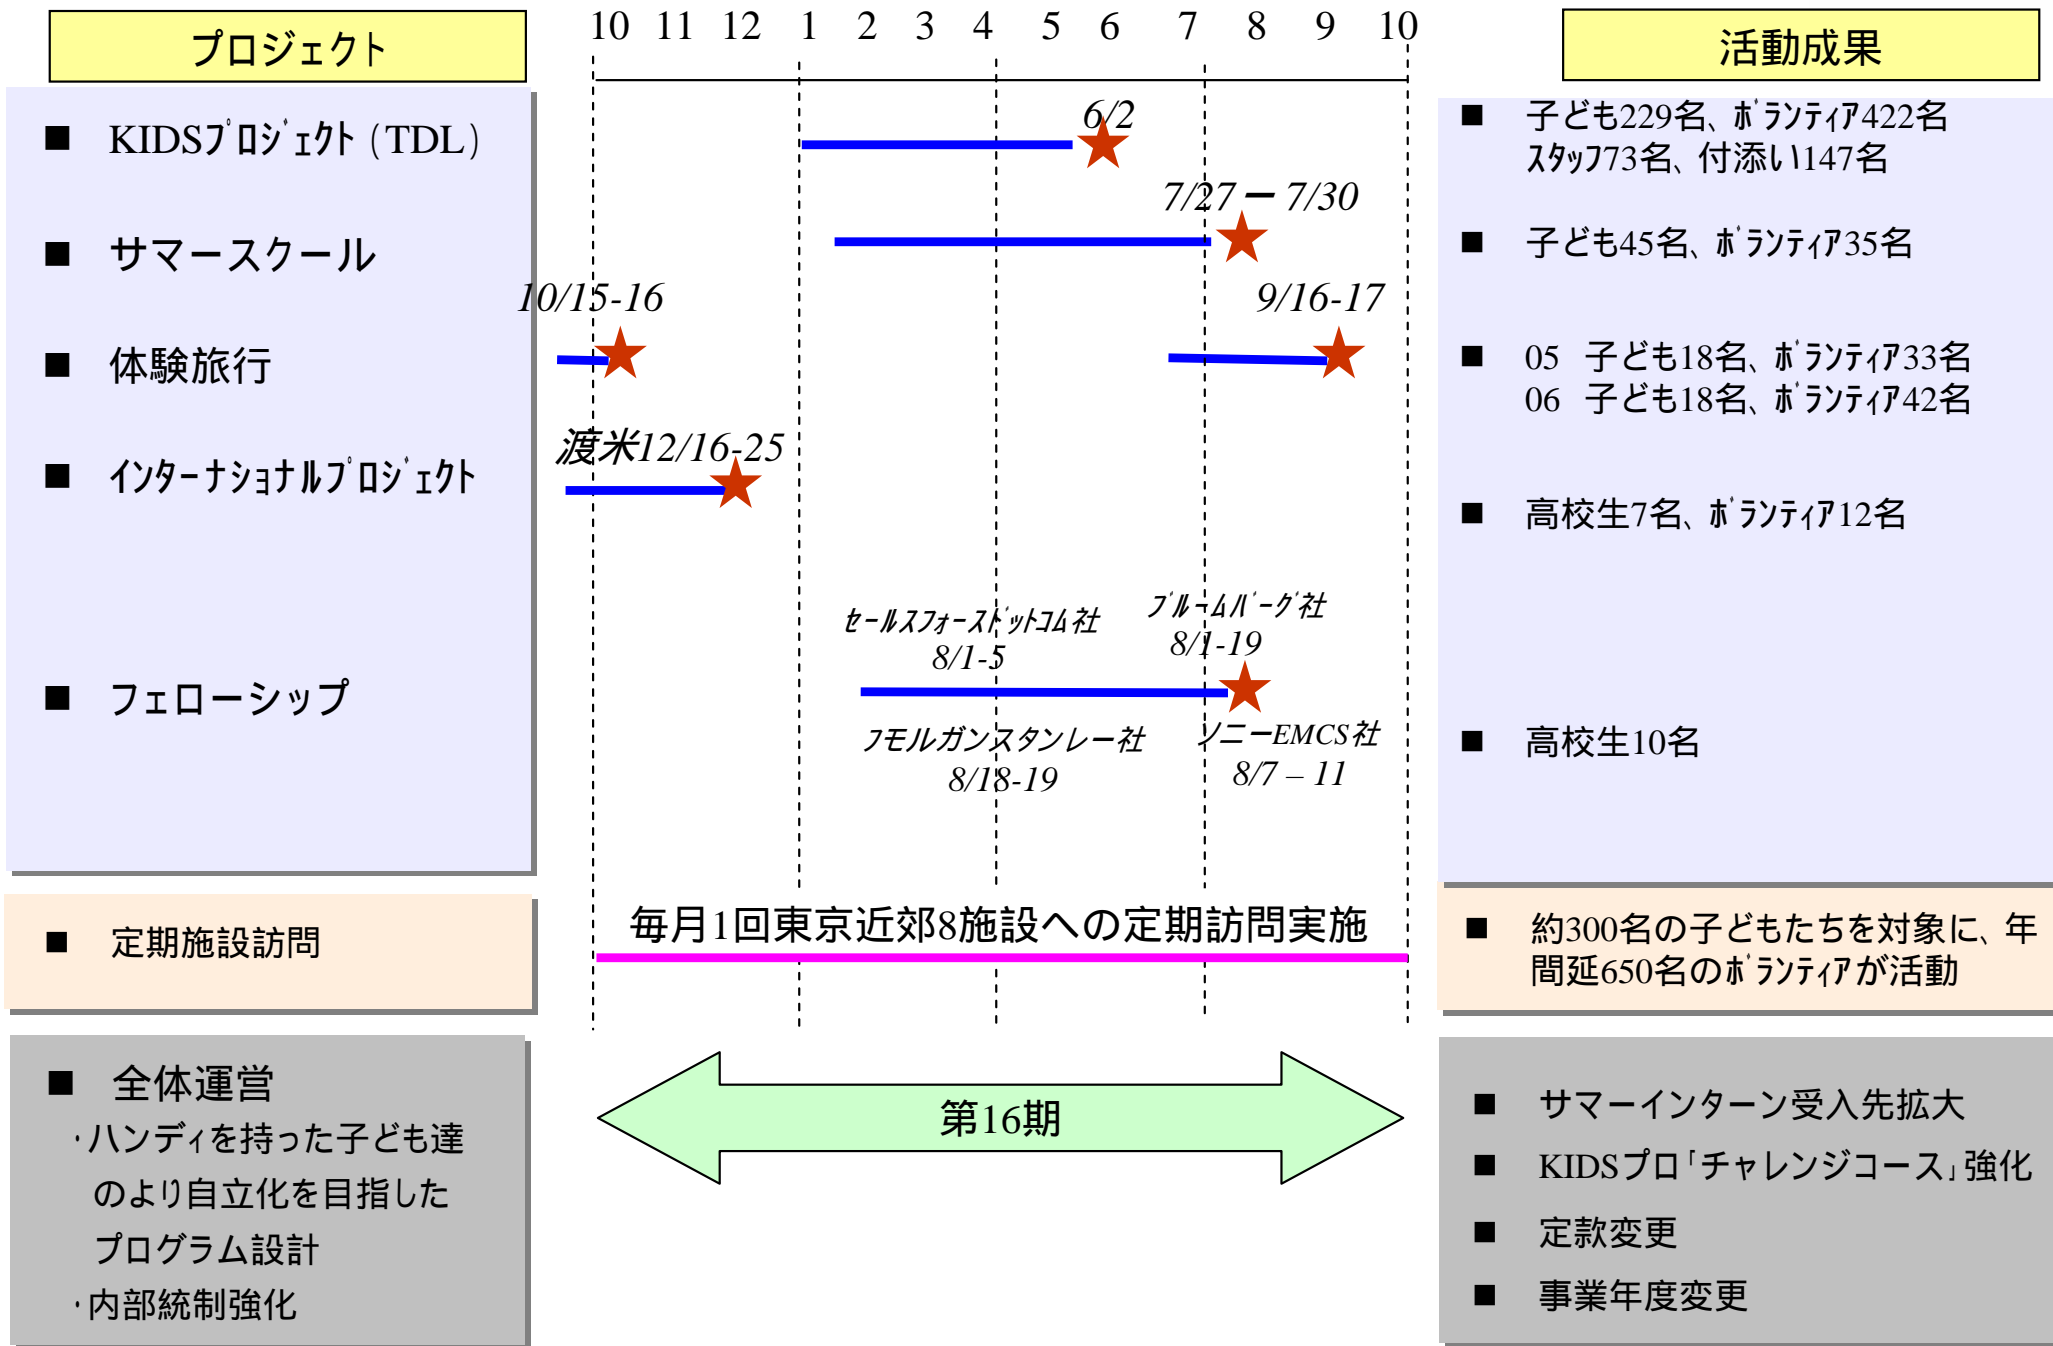 プロジェクト
10 11 12 1 2 3 4 5 6 7 8 9 10
活動成果
■ KIDSプロジェクト（TDL）
6/2
■ 子ども229名、ボランティア422名
スタッフ73名、付添い147名
■ サマースクール
7/27ー7/30
■ 子ども45名、ボランティア35名
■ 体験旅行
10/15-16
9/16-17
■ 05 子ども18名、ボランティア33名
06 子ども18名、ボランティア42名
■ インターナショナルプロジェクト
渡米12/16-25
■ 高校生7名、ボランティア12名
■ フェローシップ
セールスフォースドットコム社
8/1-5
ブルームバーグ社
8/1-19
フモルガンスタンレー社
8/18-19
ソニーEMCS社
8/7 – 11
■ 高校生10名
■ 定期施設訪問
毎月1回東京近郊8施設への定期訪問実施
■ 約300名の子どもたちを対象に、年
間延650名のボランティアが活動
■ 全体運営
・ハンディを持った子ども達
のより自立化を目指した
プログラム設計
・内部統制強化
第16期
■ サマーインターン受入先拡大
■ KIDSプロ「チャレンジコース」強化
■ 定款変更
■ 事業年度変更